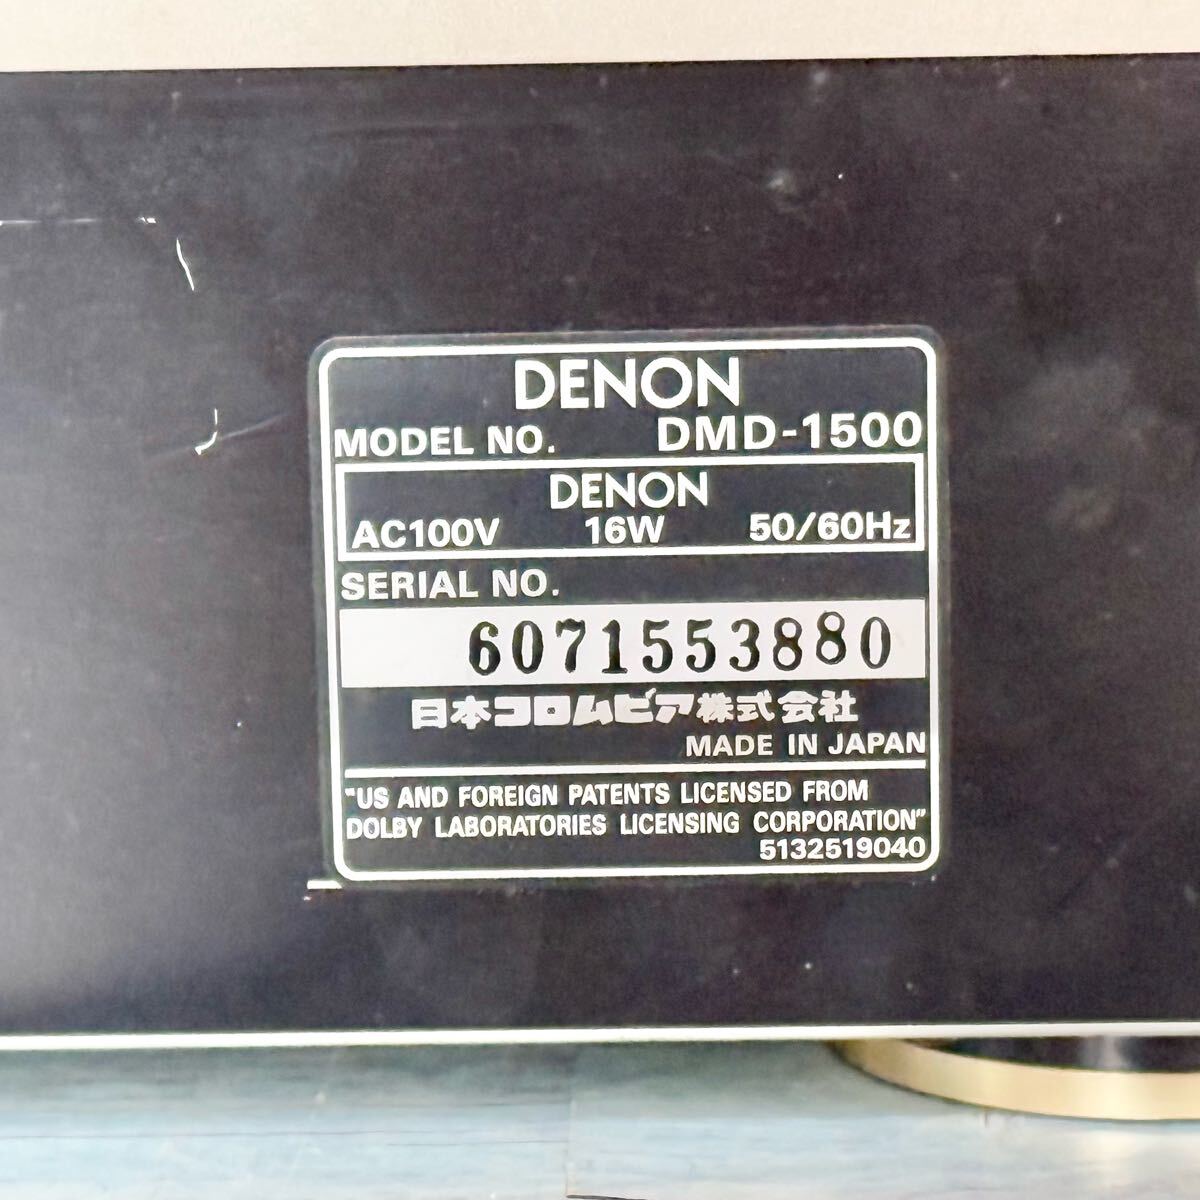 DENON
MODEL NO. DMD-1500
DENON
AC100V 16W 50/60Hz
SERIAL NO.
6071553880
日本コロムビア株式会社
MADE IN JAPAN
"US AND FOREIGN PATENTS LICENSED FROM
DOLBY LABORATORIES LICENSING CORPORATION"
5132519040